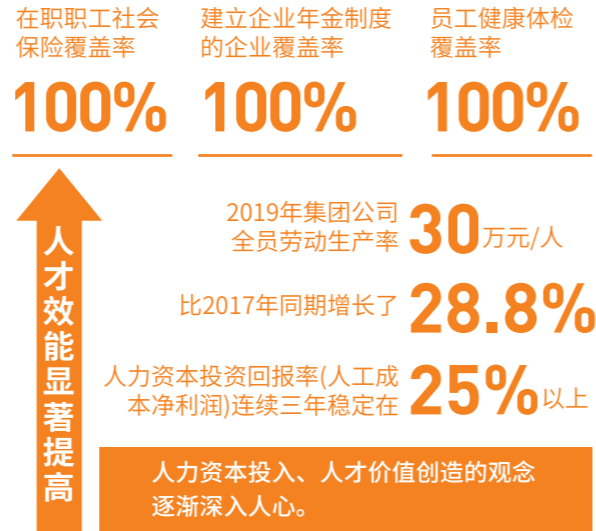 在职职工社会
保险覆盖率
100%
建立企业年金制度
的企业覆盖率
100%
员工健康体检
覆盖率
100%
人才效能显著提高
2019年集团公司
全员劳动生产率
30万元/人
比2017年同期增长了
28.8%
人力资本投资回报率(人工成
本净利润)连续三年稳定在
25%以上
人力资本投入、人才价值创造的观念
逐渐深入人心。